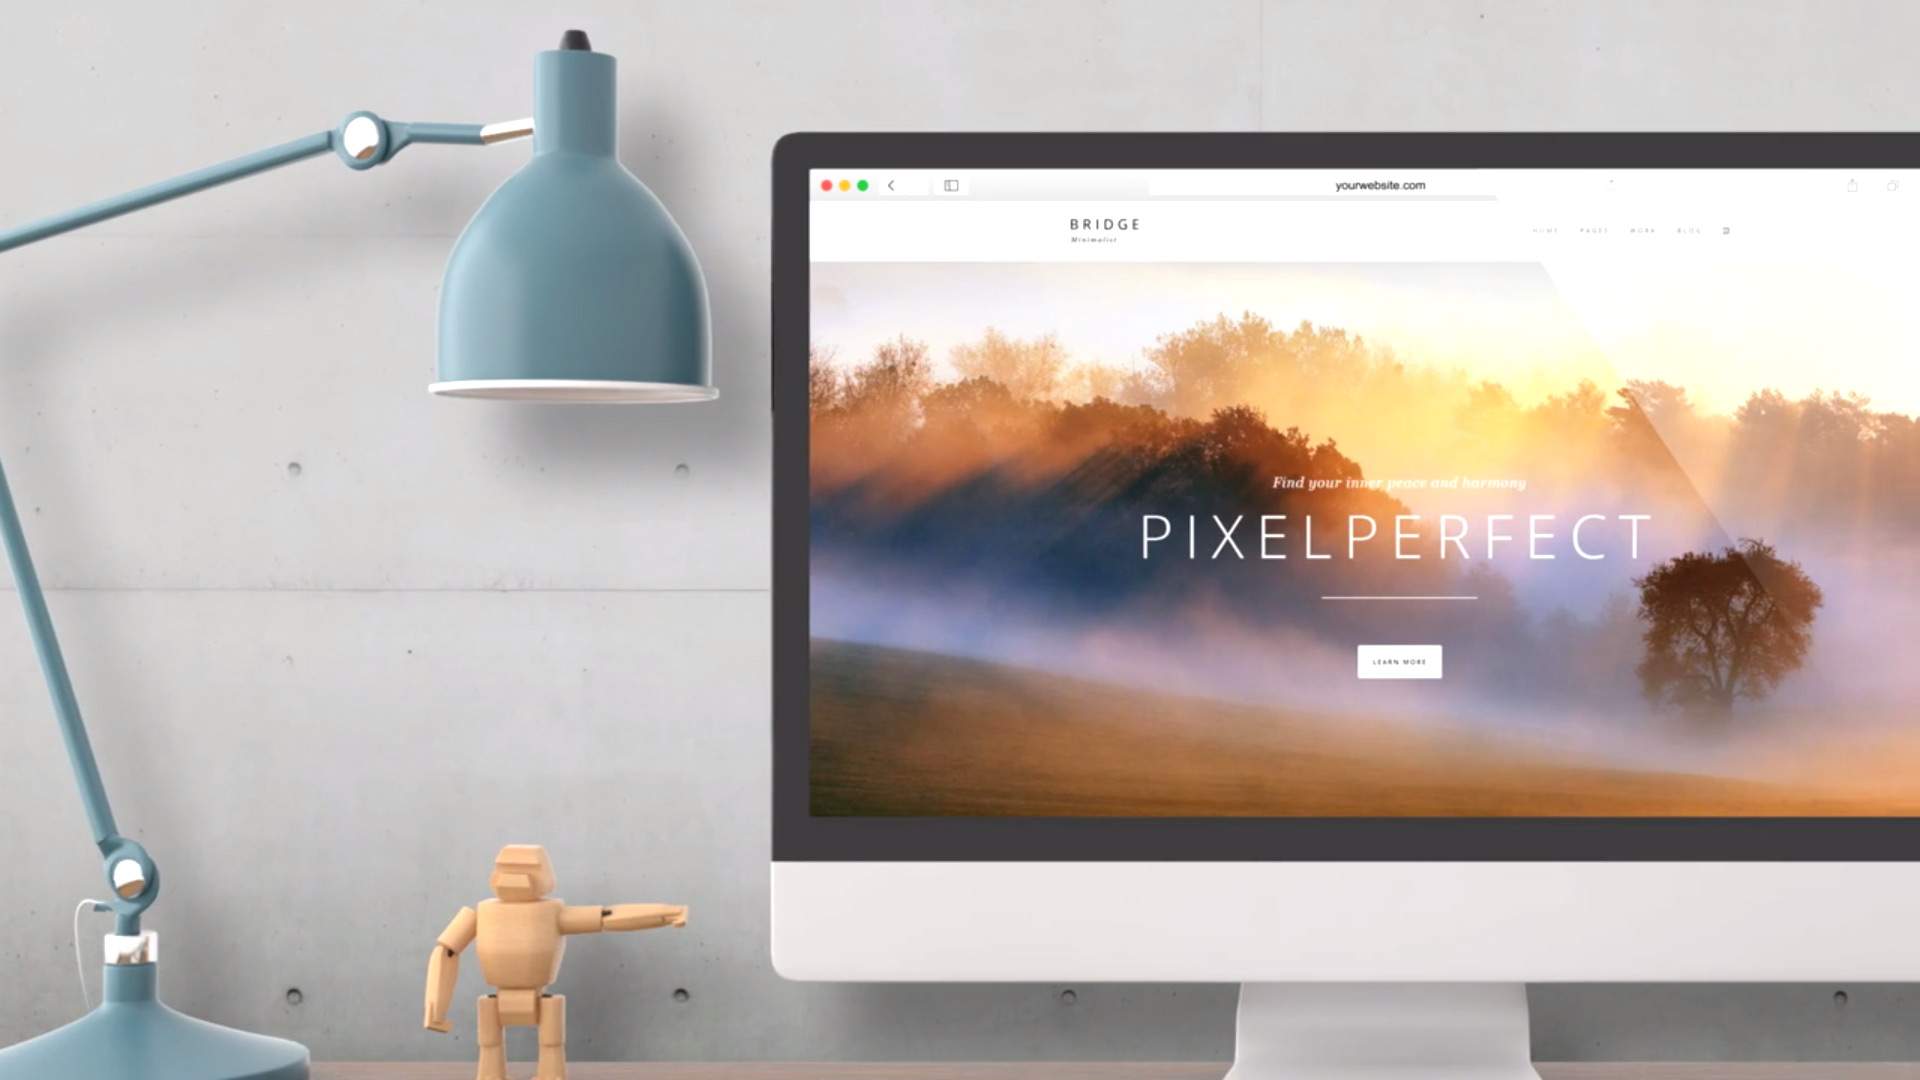 yourwebsite.com
BRIDGE
Minimalist
HOME PAGES WORK BLOG
Find your inner peace and harmony
PIXELPERFECT
LEARN MORE